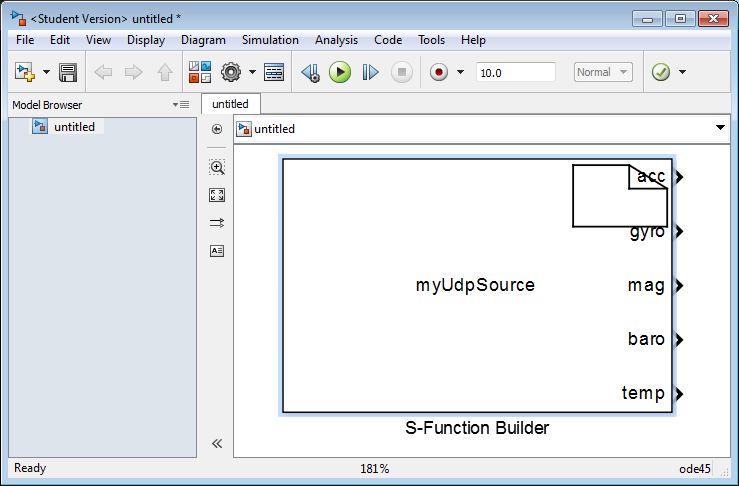 <Student Version> untitled *
File Edit View Display Diagram Simulation Analysis Code Tools Help
10.0 Normal
Model Browser untitled
untitled untitled
acc
gyro
myUdpSource mag
baro
temp
S-Function Builder
Ready 181% ode45